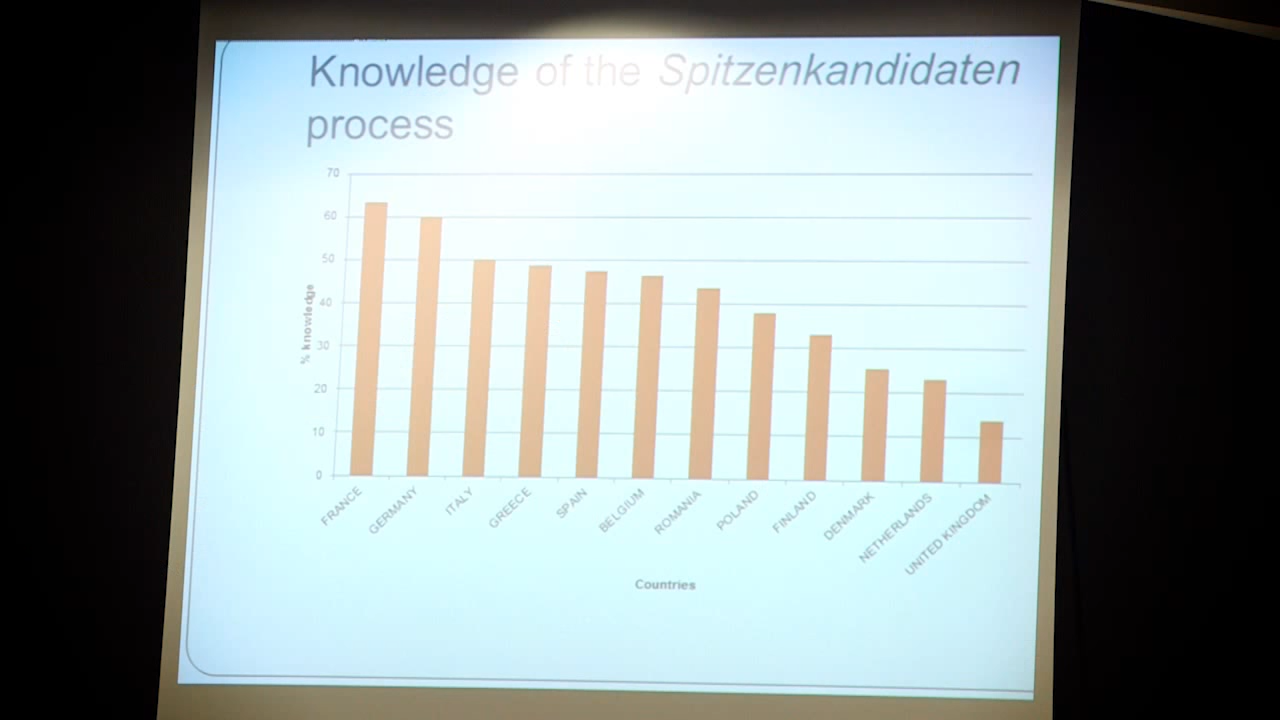 Knowledge of the Spitzenkandidaten
process
70
60
50
40
30
20
10
0
% knowledge
FRANCE
GERMANY
ITALY
GREECE
SPAIN
BELGIUM
ROMANIA
POLAND
FINLAND
DENMARK
NETHERLANDS
UNITED KINGDOM
Countries